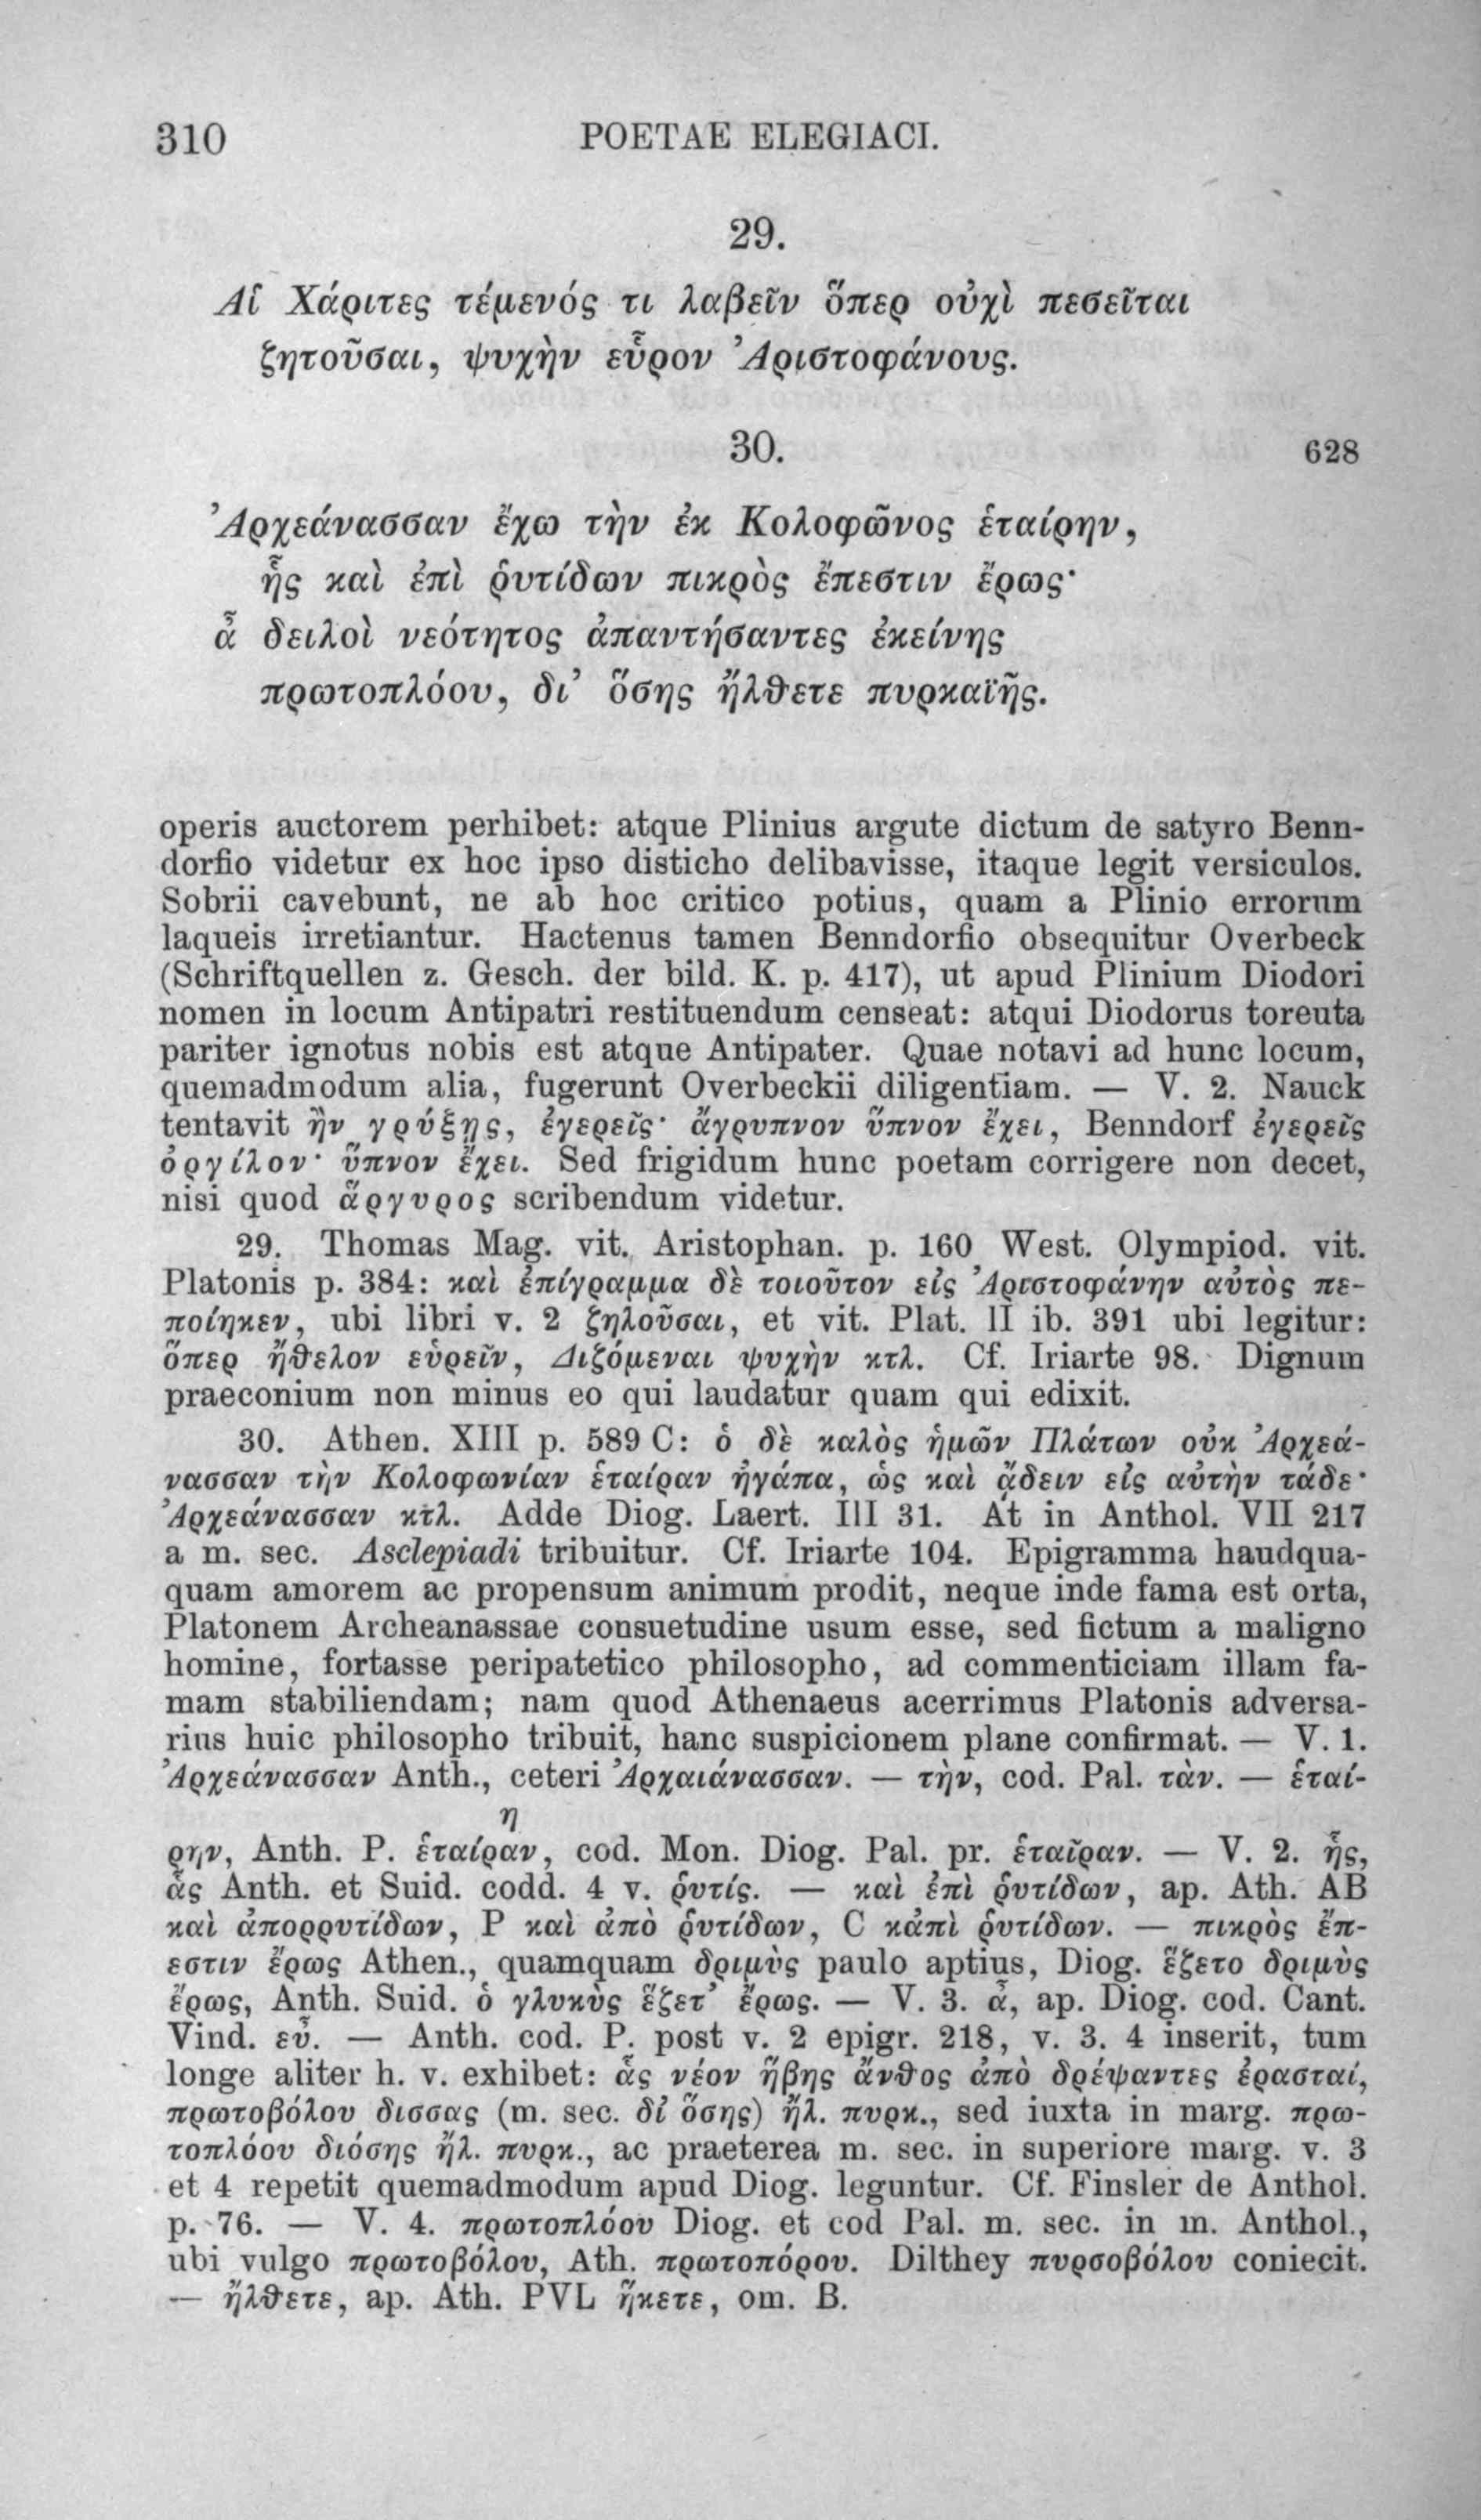 310 POETAE ELEGIACI.
29.
Αἱ Χάριτες τέμενός τι λαβεῖν ὅπερ οὐχὶ πεσεῖται
ζητοῦσαι, ψυχὴν εὗρον Ἀριστοφάνους.
30. 628
Ἀρχεάνασσαν ἔχω τὴν ἐκ Κολοφῶνος ἑταίρην,
ἧς καὶ ἐπὶ ῥυτίδων πικρὸς ἔπεστιν ἔρως·
ἆ δειλοὶ νεότητος ἀπαντήσαντες ἐκείνης
πρωτοπλόου, δι’ ὅσης ἤλθετε πυρκαϊῆς.
operis auctorem perhibet: atque Plinius argute dictum de satyro Benn-
dorfio videtur ex hoc ipso disticho delibavisse, itaque legit versiculos.
Sobrii cavebunt, ne ab hoc critico potius, quam a Plinio errorum
laqueis irretiantur. Hactenus tamen Benndorfio obsequitur Overbeck
(Schriftquellen z. Gesch. der bild. K. p. 417), ut apud Plinium Diodori
nomen in locum Antipatri restituendum censeat: atqui Diodorus toreuta
pariter ignotus nobis est atque Antipater. Quae notavi ad hunc locum,
quemadmodum alia, fugerunt Overbeckii diligentiam. — V. 2. Nauck
tentavit ἢν γρύξῃς, ἐγερεῖς· ἄγρυπνον ὕπνον ἔχει, Benndorf ἐγερεῖς
ὀργίλον· ὕπνον ἔχει. Sed frigidum hunc poetam corrigere non decet,
nisi quod ἅργυρος scribendum videtur.
29. Thomas Mag. vit. Aristophan. p. 160 West. Olympiod. vit.
Platonis p. 384: καὶ ἐπίγραμμα δὲ τοιοῦτον εἰς Ἀριστοφάνην αὐτὸς πε-
ποίηκεν, ubi libri v. 2 ζηλοῦσαι, et vit. Plat. II ib. 391 ubi legitur:
ὅπερ ἤθελον εὑρεῖν, Διζόμεναι ψυχὴν κτλ. Cf. Iriarte 98. Dignum
praeconium non minus eo qui laudatur quam qui edixit.
30. Athen. XIII p. 589 C: ὁ δὲ καλὸς ἡμῶν Πλάτων οὐκ Ἀρχεά-
νασσαν τὴν Κολοφωνίαν ἑταίραν ἠγάπα, ὡς καὶ ᾄδειν εἰς αὐτὴν τάδε·
Ἀρχεάνασσαν κτλ. Adde Diog. Laert. III 31. At in Anthol. VII 217
a m. sec. Asclepiadi tribuitur. Cf. Iriarte 104. Epigramma haudqua-
quam amorem ac propensum animum prodit, neque inde fama est orta,
Platonem Archeanassae consuetudine usum esse, sed fictum a maligno
homine, fortasse peripatetico philosopho, ad commenticiam illam fa-
mam stabiliendam; nam quod Athenaeus acerrimus Platonis adversa-
rius huic philosopho tribuit, hanc suspicionem plane confirmat. — V. 1.
Ἀρχεάνασσαν Anth., ceteri Ἀρχαιάνασσαν. — τὴν, cod. Pal. τὰν. — ἑταί-
η
ρην, Anth. P. ἑταίραν, cod. Mon. Diog. Pal. pr. ἑταῖραν. — V. 2. ἧς,
ἇς Anth. et Suid. codd. 4 v. ῥυτίς. — καὶ ἐπὶ ῥυτίδων, ap. Ath. AB
καὶ ἀπορρυτίδων, P καὶ ἀπὸ ῥυτίδων, C κἀπὶ ῥυτίδων. — πικρὸς ἔπ-
εστιν ἔρως Athen., quamquam δριμὺς paulo aptius, Diog. ἕζετο δριμὺς
ἔρως, Anth. Suid. ὁ γλυκὺς ἕζετ’ ἔρως. — V. 3. ἆ, ap. Diog. cod. Cant.
Vind. εὖ. — Anth. cod. P. post v. 2 epigr. 218, v. 3. 4 inserit, tum
longe aliter h. v. exhibet: ἇς νέον ἥβης ἄνθος ἀπὸ δρέψαντες ἐρασταί,
πρωτοβόλου δισσας (m. sec. δἰ ὅσης) ἤλ. πυρκ., sed iuxta in marg. πρω-
τοπλόου διόσης ἤλ. πυρκ., ac praeterea m. sec. in superiore marg. v. 3
et 4 repetit quemadmodum apud Diog. leguntur. Cf. Finsler de Anthol.
p. 76. — V. 4. πρωτοπλόου Diog. et cod Pal. m. sec. in m. Anthol.,
ubi vulgo πρωτοβόλου, Ath. πρωτοπόρου. Dilthey πυρσοβόλου coniecit.
— ἤλθετε, ap. Ath. PVL ἥκετε, om. B.